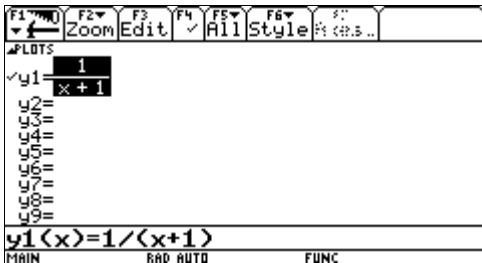 F1 F2 Zoom F3 Edit F4 ✓ F5 All F6 Style
PLOTS
✓y1=1/(x + 1)
y2=
y3=
y4=
y5=
y6=
y7=
y8=
y9=
y1(x)=1/(x+1)
MAIN RAD AUTO FUNC